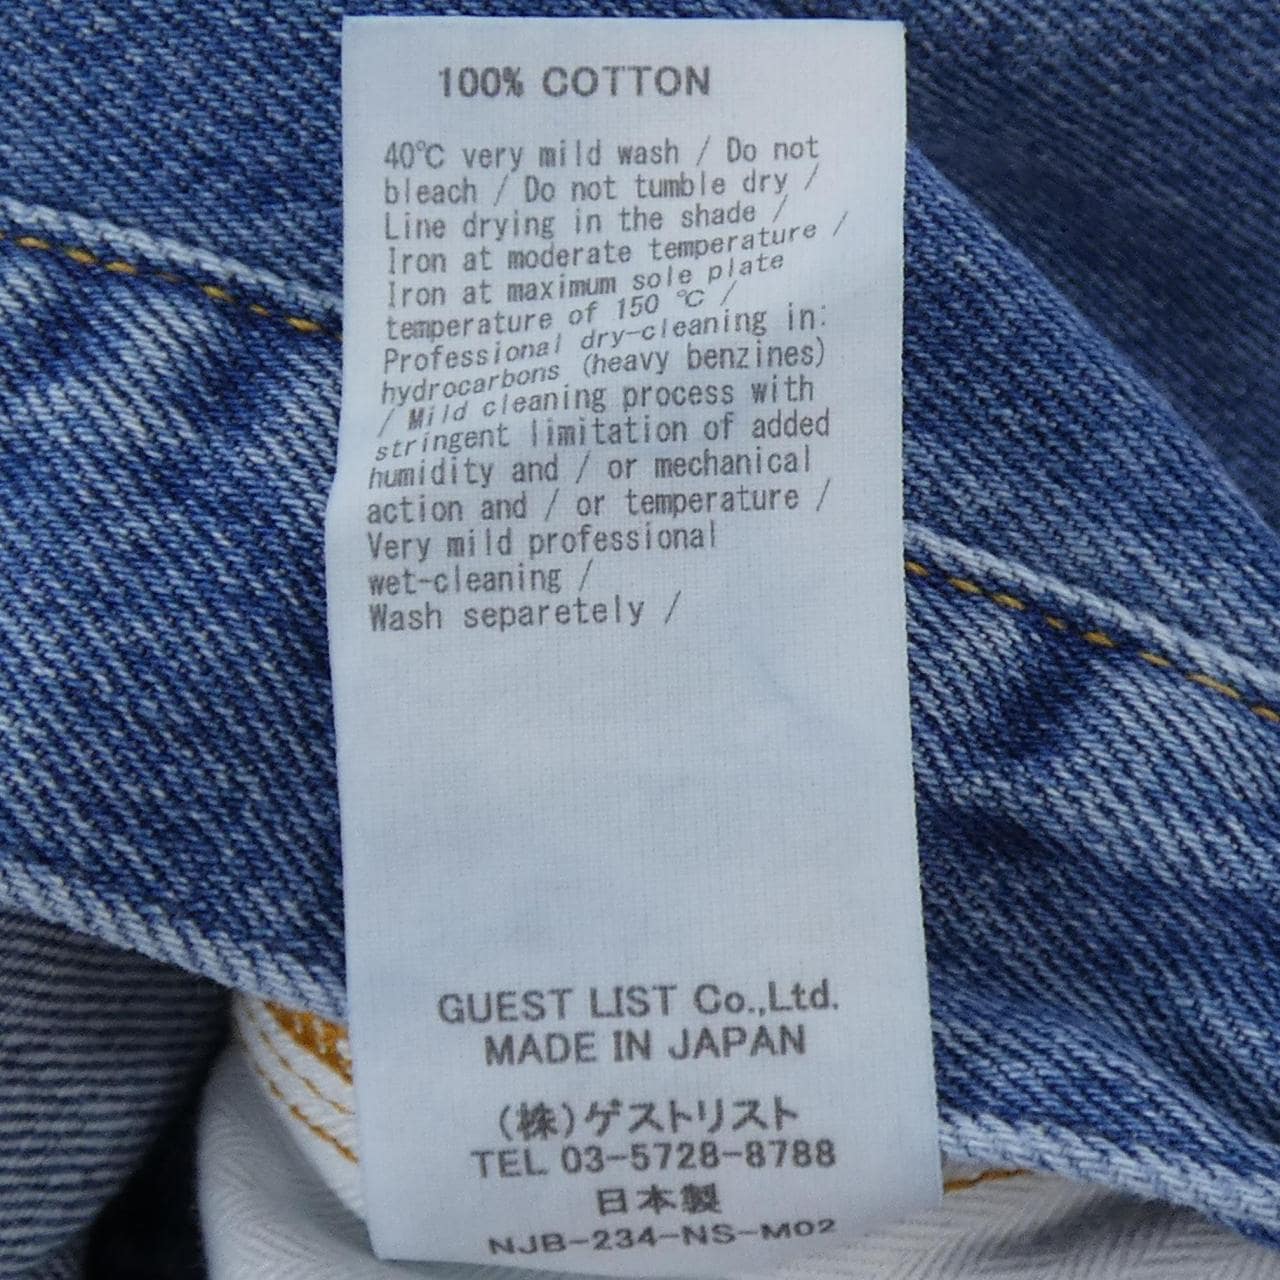 100% COTTON
40℃ very mild wash / Do not
bleach / Do not tumble dry /
Line drying in the shade /
Iron at moderate temperature /
Iron at maximum sole plate
temperature of 150 ℃ /
Professional dry-cleaning in:
hydrocarbons (heavy benzines)
/ Mild cleaning process with
stringent limitation of added
humidity and / or mechanical
action and / or temperature /
Very mild professional
wet-cleaning /
Wash separetely /
GUEST LIST Co.,Ltd.
MADE IN JAPAN
(株)ゲストリスト
TEL 03-5728-8788
日本製
NJB-234-NS-M02